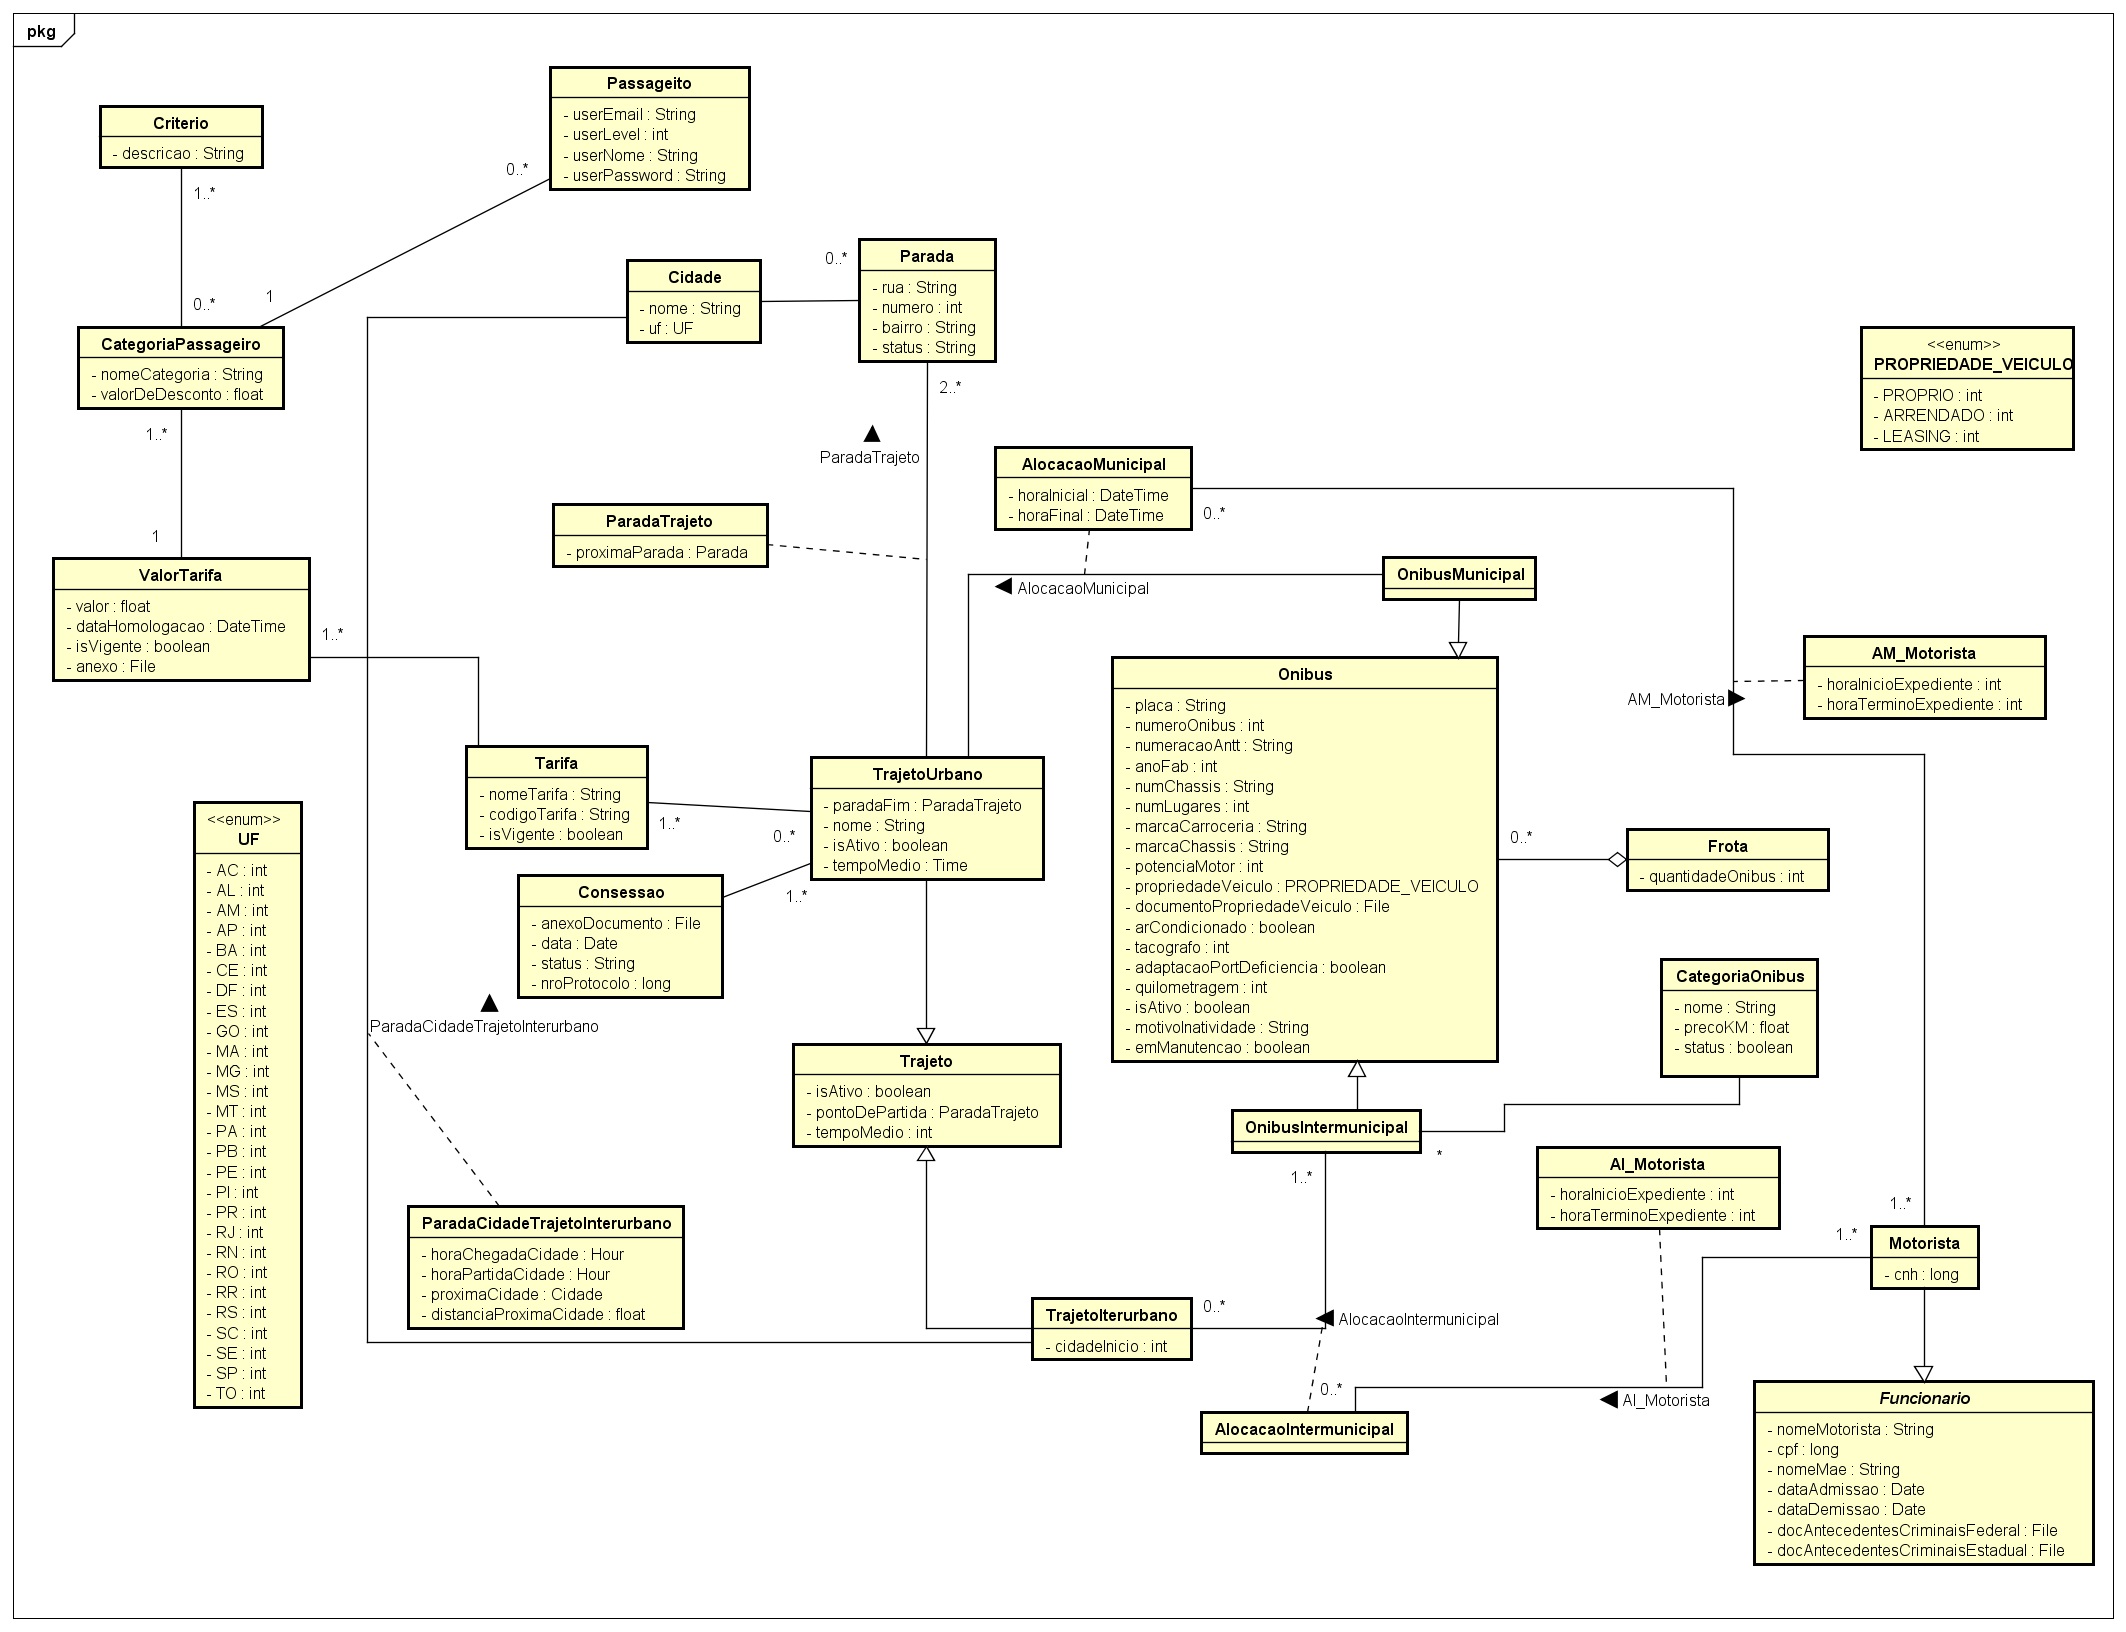 pkg
Passageito
- userEmail : String
- userLevel : int
- userNome : String
- userPassword : String
Criterio
- descricao : String
1..*
0..*
0..*
1
CategoriaPassageiro
- nomeCategoria : String
- valorDeDesconto : float
1..*
1
Cidade
- nome : String
- uf : UF
0..*
Parada
- rua : String
- numero : int
- bairro : String
- status : String
2..*
ParadaTrajeto
<<enum>>
PROPRIEDADE_VEICULO
- PROPRIO : int
- ARRENDADO : int
- LEASING : int
AlocacaoMunicipal
- horaInicial : DateTime
- horaFinal : DateTime
0..*
ParadaTrajeto
- proximaParada : Parada
AlocacaoMunicipal
OnibusMunicipal
ValorTarifa
- valor : float
- dataHomologacao : DateTime
- isVigente : boolean
- anexo : File
1..*
AM_Motorista
- horaInicioExpediente : int
- horaTerminoExpediente : int
AM_Motorista
Onibus
- placa : String
- numeroOnibus : int
- numeracaoAntt : String
- anoFab : int
- numChassis : String
- numLugares : int
- marcaCarroceria : String
- marcaChassis : String
- potenciaMotor : int
- propriedadeVeiculo : PROPRIEDADE_VEICULO
- documentoPropriedadeVeiculo : File
- arCondicionado : boolean
- tacografo : int
- adaptacaoPortDeficiencia : boolean
- quilometragem : int
- isAtivo : boolean
- motivoInatividade : String
- emManutencao : boolean
Tarifa
- nomeTarifa : String
- codigoTarifa : String
- isVigente : boolean
1..*
0..*
TrajetoUrbano
- paradaFim : ParadaTrajeto
- nome : String
- isAtivo : boolean
- tempoMedio : Time
1..*
0..*
Frota
- quantidadeOnibus : int
<<enum>>
UF
- AC : int
- AL : int
- AM : int
- AP : int
- BA : int
- CE : int
- DF : int
- ES : int
- GO : int
- MA : int
- MG : int
- MS : int
- MT : int
- PA : int
- PB : int
- PE : int
- PI : int
- PR : int
- RJ : int
- RN : int
- RO : int
- RR : int
- RS : int
- SC : int
- SE : int
- SP : int
- TO : int
Consessao
- anexoDocumento : File
- data : Date
- status : String
- nroProtocolo : long
ParadaCidadeTrajetoInterurbano
CategoriaOnibus
- nome : String
- precoKM : float
- status : boolean
Trajeto
- isAtivo : boolean
- pontoDePartida : ParadaTrajeto
- tempoMedio : int
OnibusIntermunicipal
*
1..*
AI_Motorista
- horaInicioExpediente : int
- horaTerminoExpediente : int
1..*
1..*
ParadaCidadeTrajetoInterurbano
- horaChegadaCidade : Hour
- horaPartidaCidade : Hour
- proximaCidade : Cidade
- distanciaProximaCidade : float
Motorista
- cnh : long
TrajetoIterurbano
- cidadeInicio : int
0..*
AlocacaoIntermunicipal
0..*
AI_Motorista
AlocacaoIntermunicipal
Funcionario
- nomeMotorista : String
- cpf : long
- nomeMae : String
- dataAdmissao : Date
- dataDemissao : Date
- docAntecedentesCriminaisFederal : File
- docAntecedentesCriminaisEstadual : File